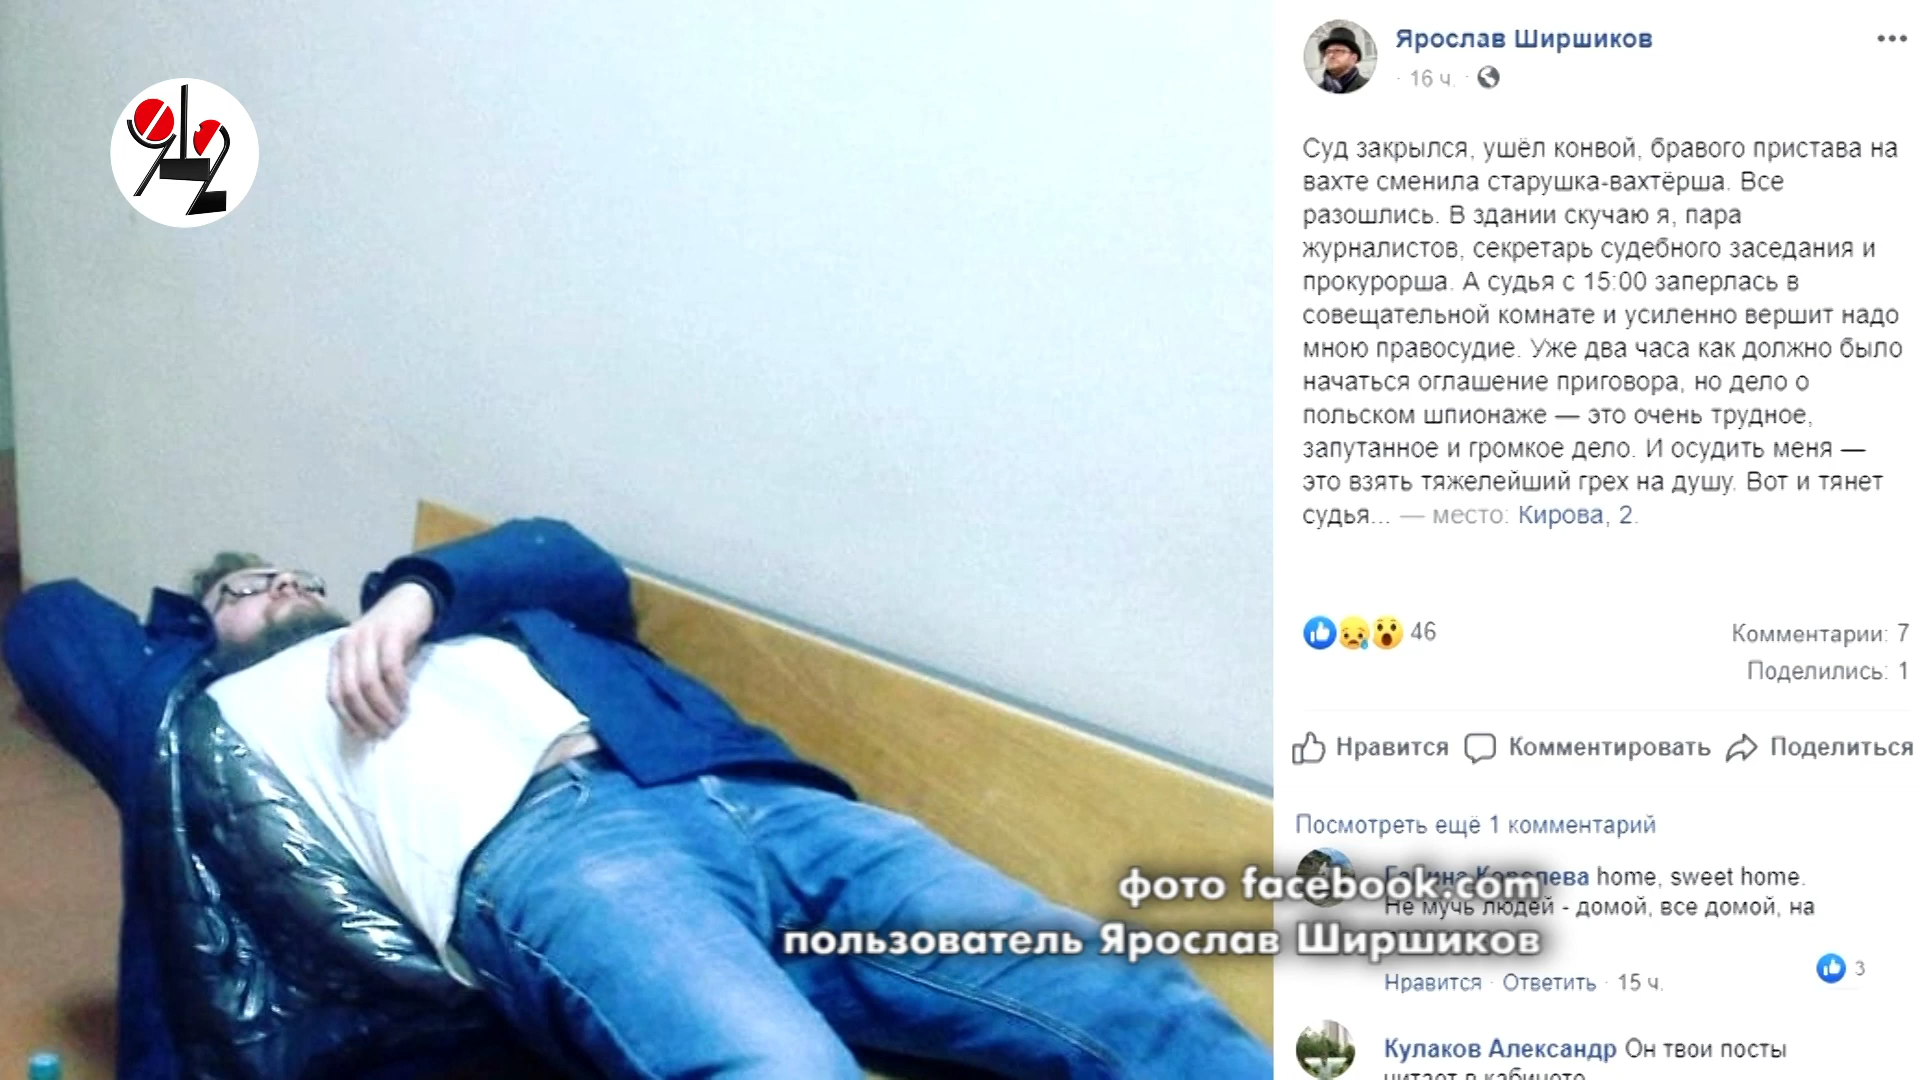 912
Ярослав Ширшиков
16 ч.
Суд закрылся, ушёл конвой, бравого пристава на
вахте сменила старушка-вахтёрша. Все
разошлись. В здании скучаю я, пара
журналистов, секретарь судебного заседания и
прокурорша. А судья с 15:00 заперлась в
совещательной комнате и усиленно вершит надо
мною правосудие. Уже два часа как должно было
начаться оглашение приговора, но дело о
польском шпионаже — это очень трудное,
запутанное и громкое дело. И осудить меня —
это взять тяжелейший грех на душу. Вот и тянет
судья... — место: Кирова, 2.
46
Комментарии: 7
Поделились: 1
Нравится Комментировать Поделиться
Посмотреть ещё 1 комментарий
Галина Королева home, sweet home.
Не мучь людей - домой, все домой, на
Нравится · Ответить · 15 ч.
3
Кулаков Александр Он твои посты
читает в кабинете
фото facebook.com
пользователь Ярослав Ширшиков